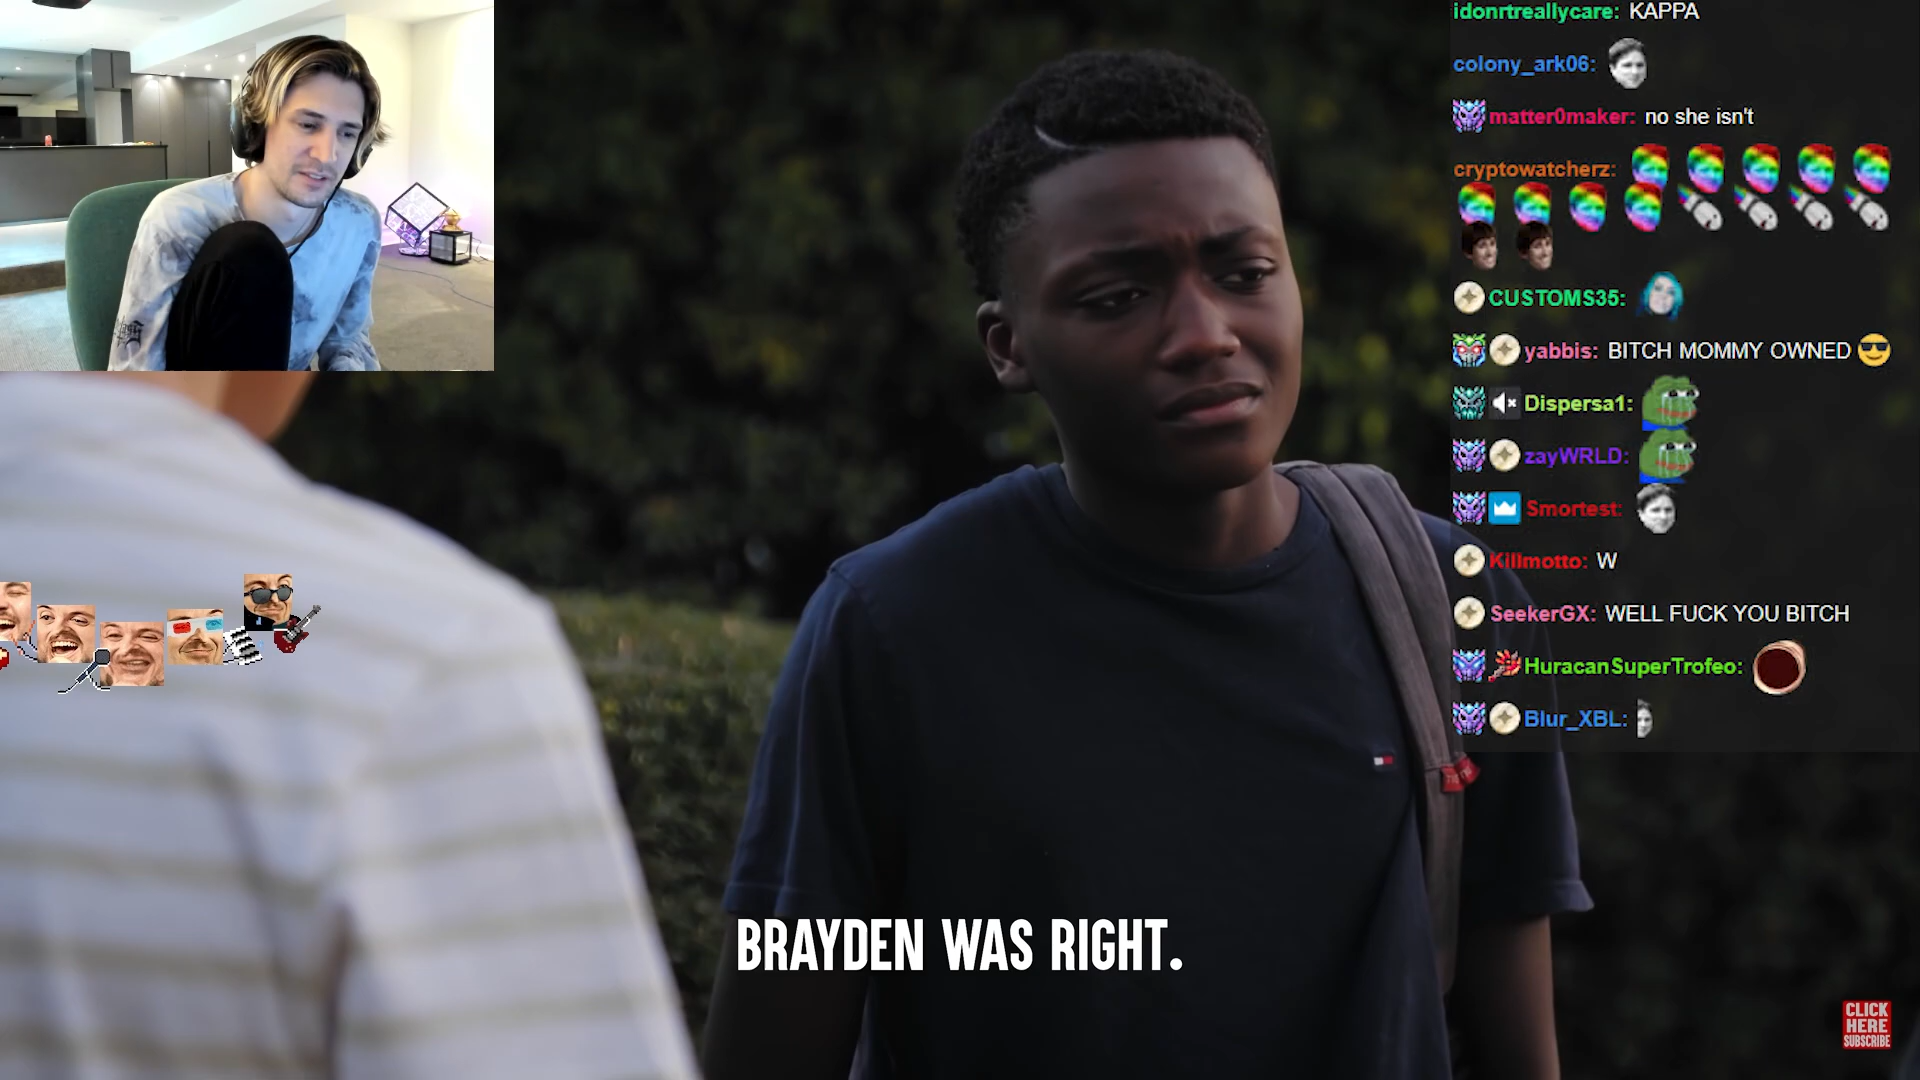 idonrtreallycare: KAPPA
colony_ark06:
matter0maker: no she isn't
cryptowatcherz:
CUSTOMS35:
yabbis: BITCH MOMMY OWNED
Dispersa1:
zayWRLD:
Smortest:
Killmotto: W
SeekerGX: WELL FUCK YOU BITCH
HuracanSuperTrofeo:
Blur_XBL:
BRAYDEN WAS RIGHT.
CLICK
HERE
SUBSCRIBE